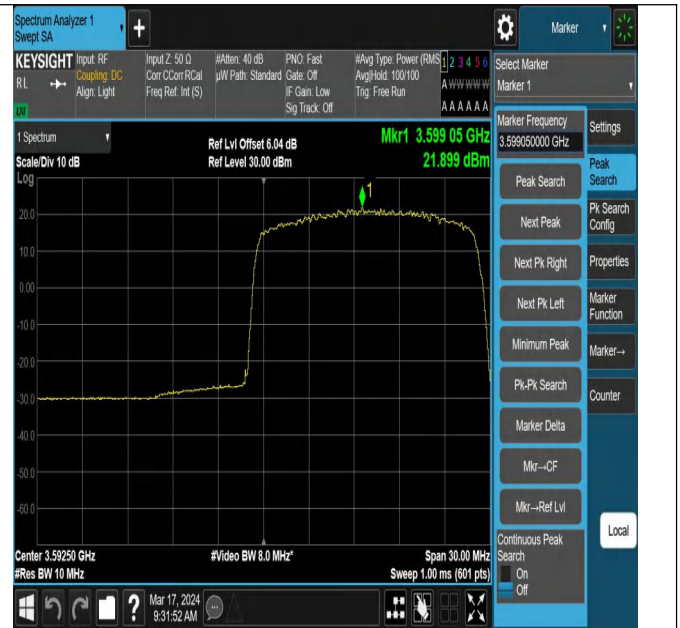 Spectrum Analyzer 1
Swept SA
+
Marker
KEYSIGHT
RL
Input: RF
Coupling: DC
Align: Light
Input Z: 50 Ω
Corr CCorr RCal
Freq Ref: Int (S)
#Atten: 40 dB
µW Path: Standard
PNO: Fast
Gate: Off
IF Gain: Low
Sig Track: Off
#Avg Type: Power (RMS
Avg|Hold: 100/100
Trig: Free Run
1 2 3 4 5 6
A W W W W W
A A A A A A
LXI
1 Spectrum
Scale/Div 10 dB
Log
Ref Lvl Offset 6.04 dB
Ref Level 30.00 dBm
Mkr1 3.599 05 GHz
21.899 dBm
1
20.0
10.0
0.00
-10.0
-20.0
-30.0
-40.0
-50.0
-60.0
Center 3.59250 GHz
#Res BW 10 MHz
#Video BW 8.0 MHz*
Span 30.00 MHz
Sweep 1.00 ms (601 pts)
Select Marker
Marker 1
Marker Frequency
3.599050000 GHz
Peak Search
Next Peak
Next Pk Right
Next Pk Left
Minimum Peak
Pk-Pk Search
Marker Delta
Mkr→CF
Mkr→Ref Lvl
Continuous Peak
Search
On
Off
Settings
Peak
Search
Pk Search
Config
Properties
Marker
Function
Marker→
Counter
Local
?
Mar 17, 2024
9:31:52 AM